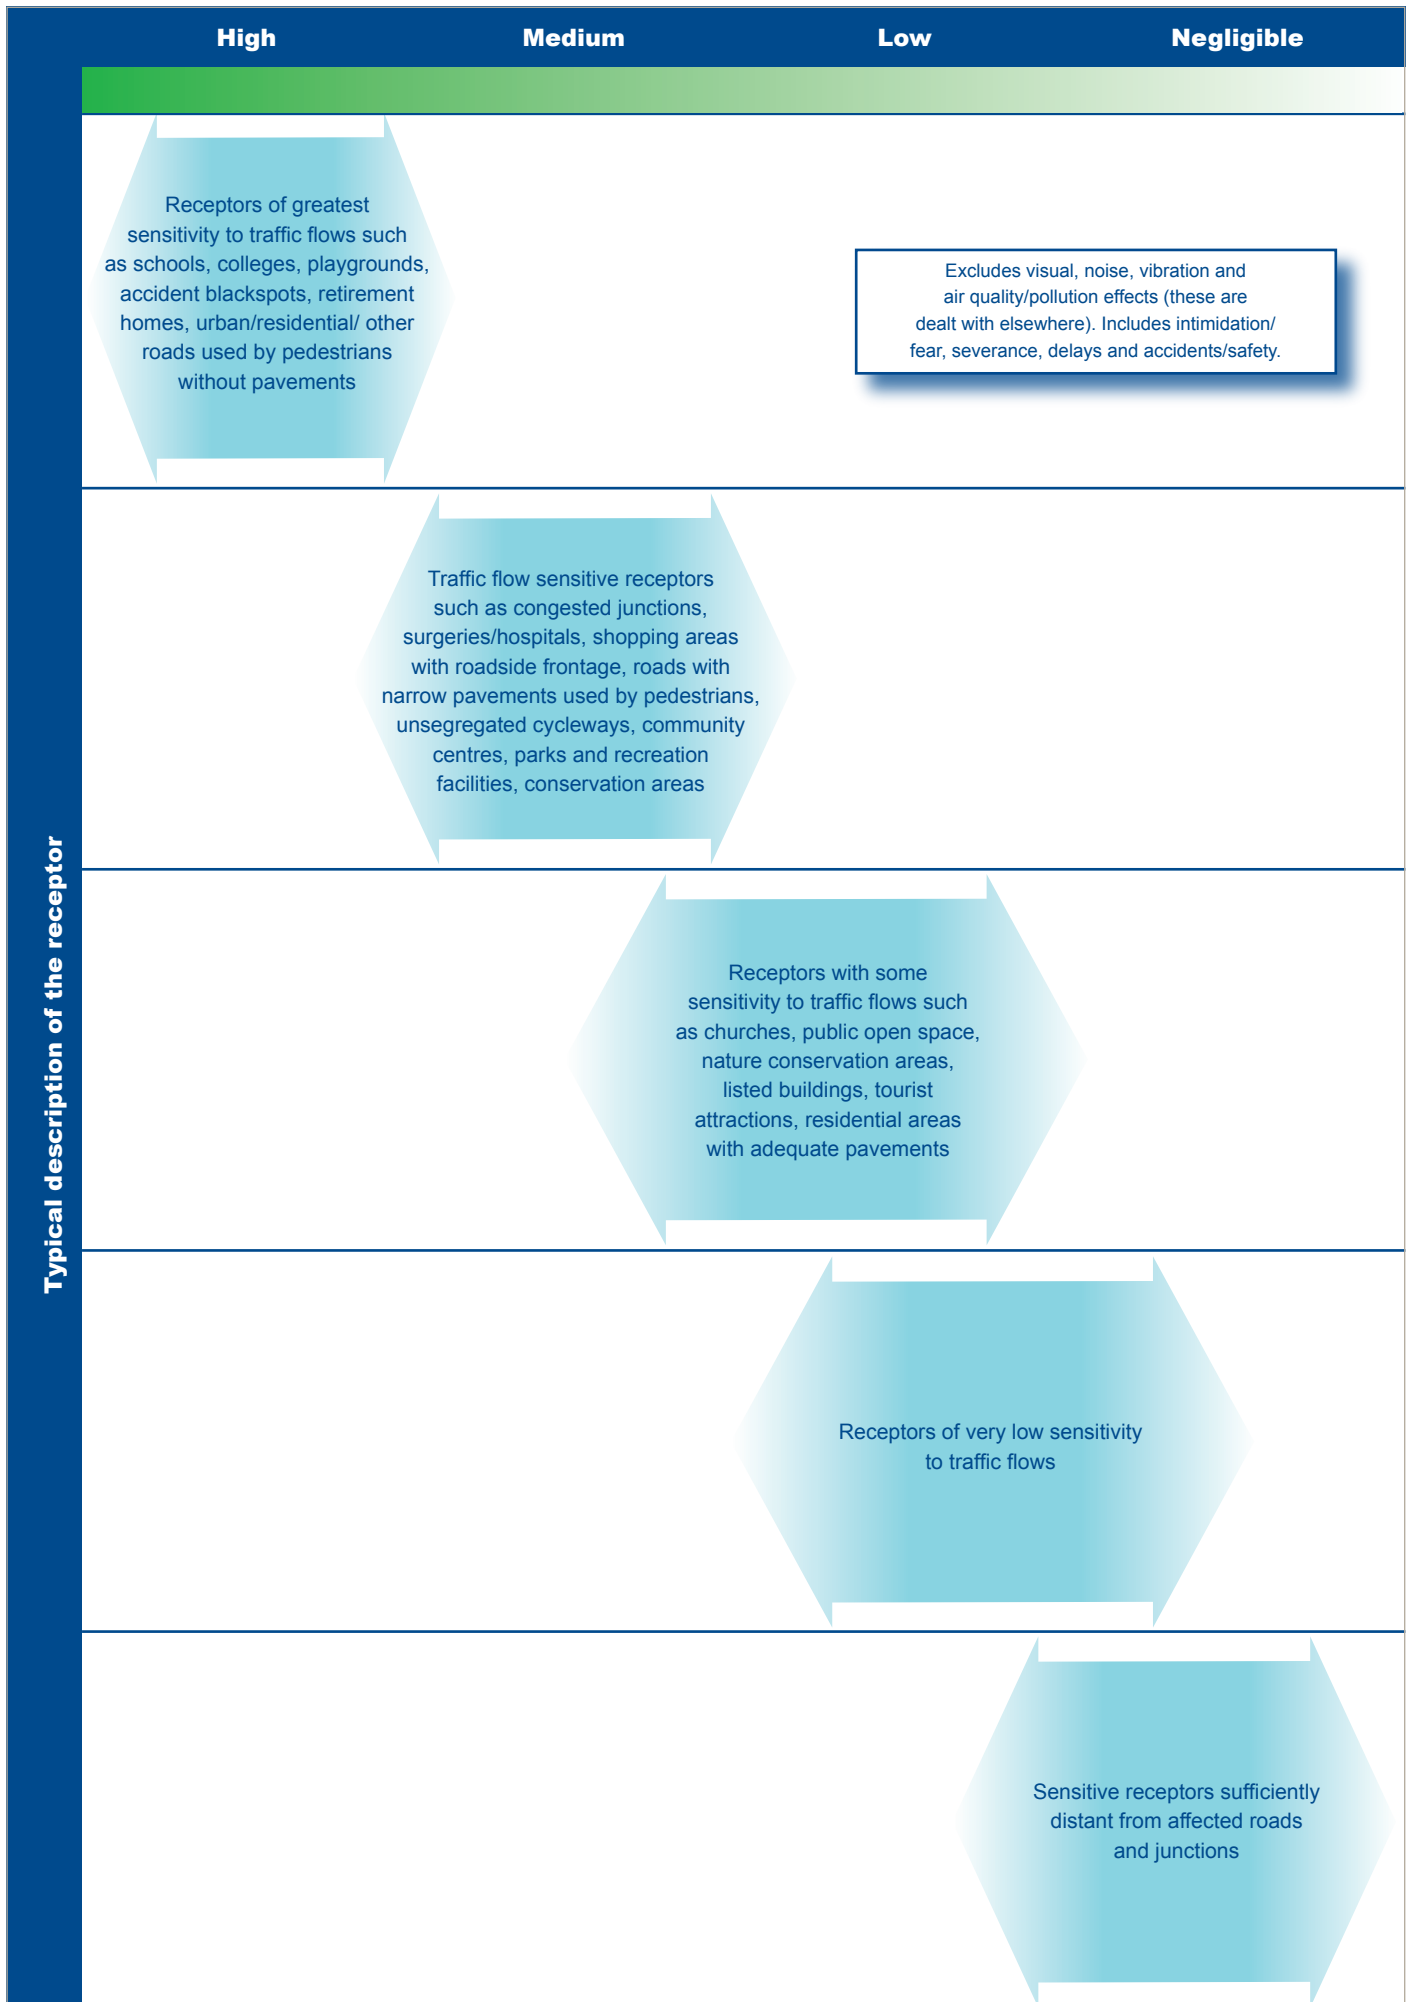 High
Medium
Low
Negligible
Typical description of the receptor
Receptors of greatest
sensitivity to traffic flows such
as schools, colleges, playgrounds,
accident blackspots, retirement
homes, urban/residential/ other
roads used by pedestrians
without pavements
Excludes visual, noise, vibration and
air quality/pollution effects (these are
dealt with elsewhere). Includes intimidation/
fear, severance, delays and accidents/safety.
Traffic flow sensitive receptors
such as congested junctions,
surgeries/hospitals, shopping areas
with roadside frontage, roads with
narrow pavements used by pedestrians,
unsegregated cycleways, community
centres, parks and recreation
facilities, conservation areas
Receptors with some
sensitivity to traffic flows such
as churches, public open space,
nature conservation areas,
listed buildings, tourist
attractions, residential areas
with adequate pavements
Receptors of very low sensitivity
to traffic flows
Sensitive receptors sufficiently
distant from affected roads
and junctions